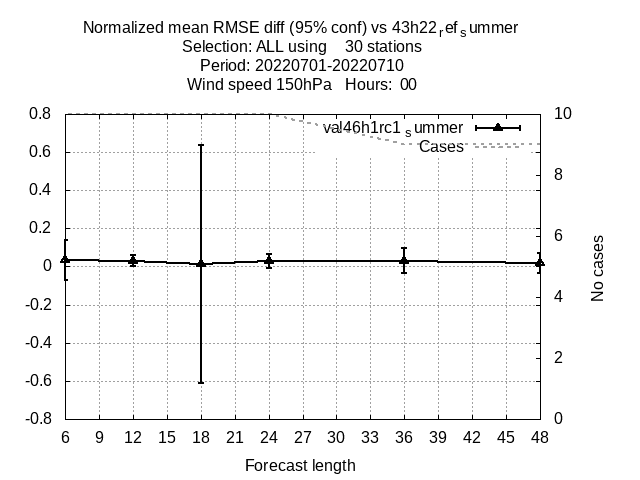 Normalized mean RMSE diff (95% conf) vs 43h22refsummer
Selection: ALL using 30 stations
Period: 20220701-20220710
Wind speed 150hPa Hours: 00
0.8 10
val46h1rc1summer
Cases
0.6
8
0.4
6
0.2
0
4
-0.2
-0.4
2
-0.6
-0.8 0
No cases
6 9 12 15 18 21 24 27 30 33 36 39 42 45 48
Forecast length